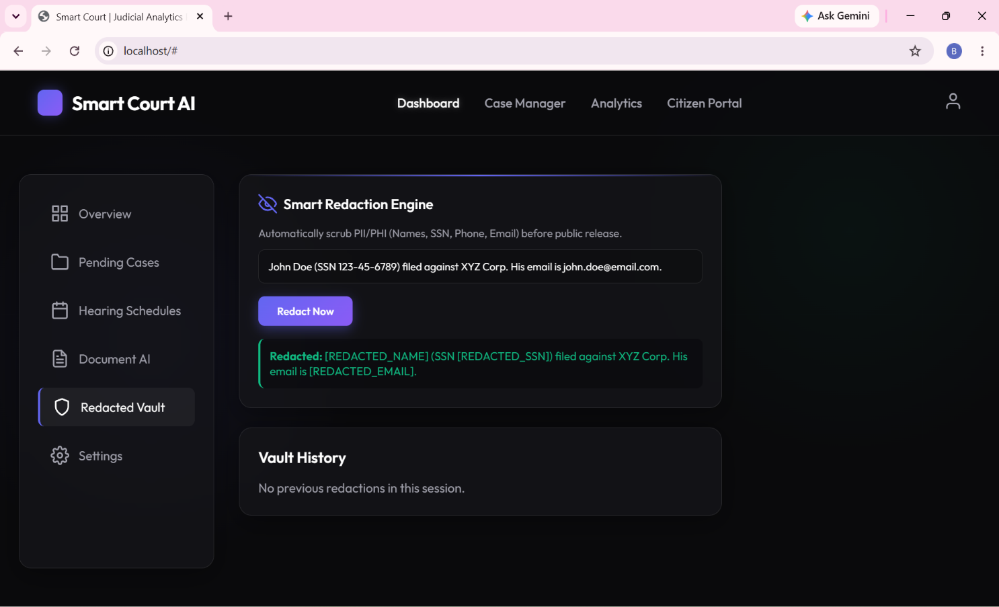 Smart Court | Judicial Analytics
Ask Gemini
localhost/#
B
Smart Court AI
Dashboard
Case Manager
Analytics
Citizen Portal
Overview
Pending Cases
Hearing Schedules
Document AI
Redacted Vault
Settings
Smart Redaction Engine
Automatically scrub PII/PHI (Names, SSN, Phone, Email) before public release.
John Doe (SSN 123-45-6789) filed against XYZ Corp. His email is john.doe@email.com.
Redact Now
Redacted: [REDACTED_NAME] (SSN [REDACTED_SSN]) filed against XYZ Corp. His
email is [REDACTED_EMAIL].
Vault History
No previous redactions in this session.